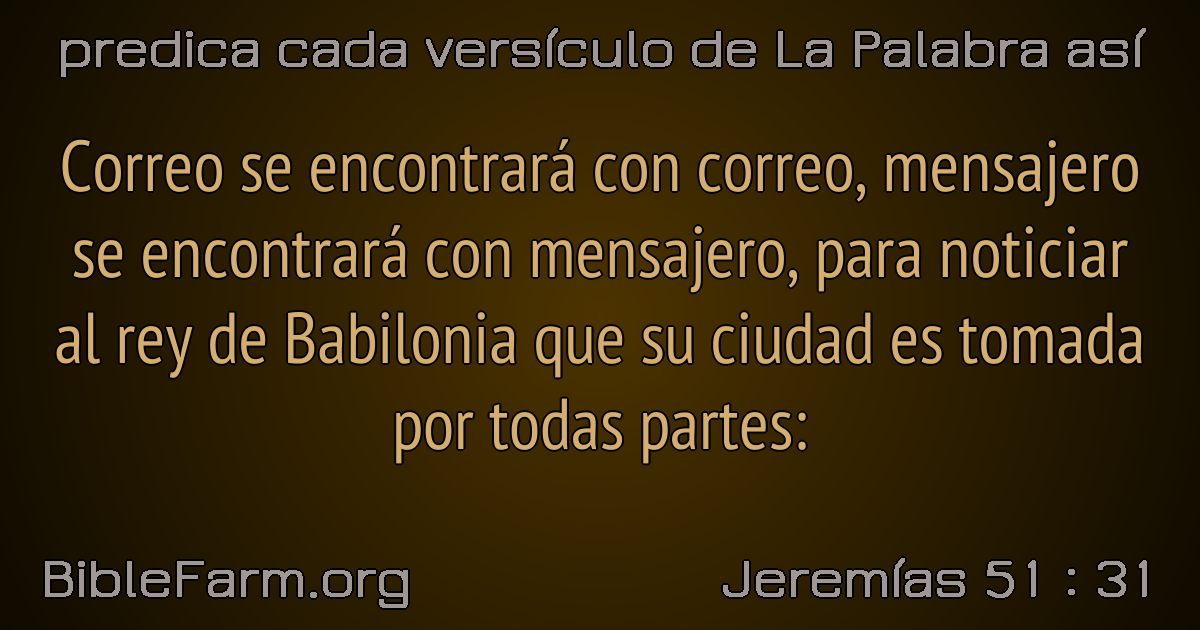 predica cada versículo de La Palabra así
Correo se encontrará con correo, mensajero
se encontrará con mensajero, para noticiar
al rey de Babilonia que su ciudad es tomada
por todas partes:
BibleFarm.org
Jeremías 51 : 31